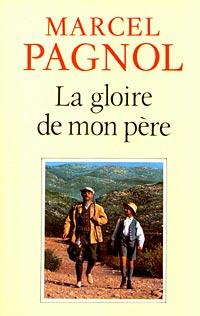 MARCEL
PAGNOL
La gloire
de mon père